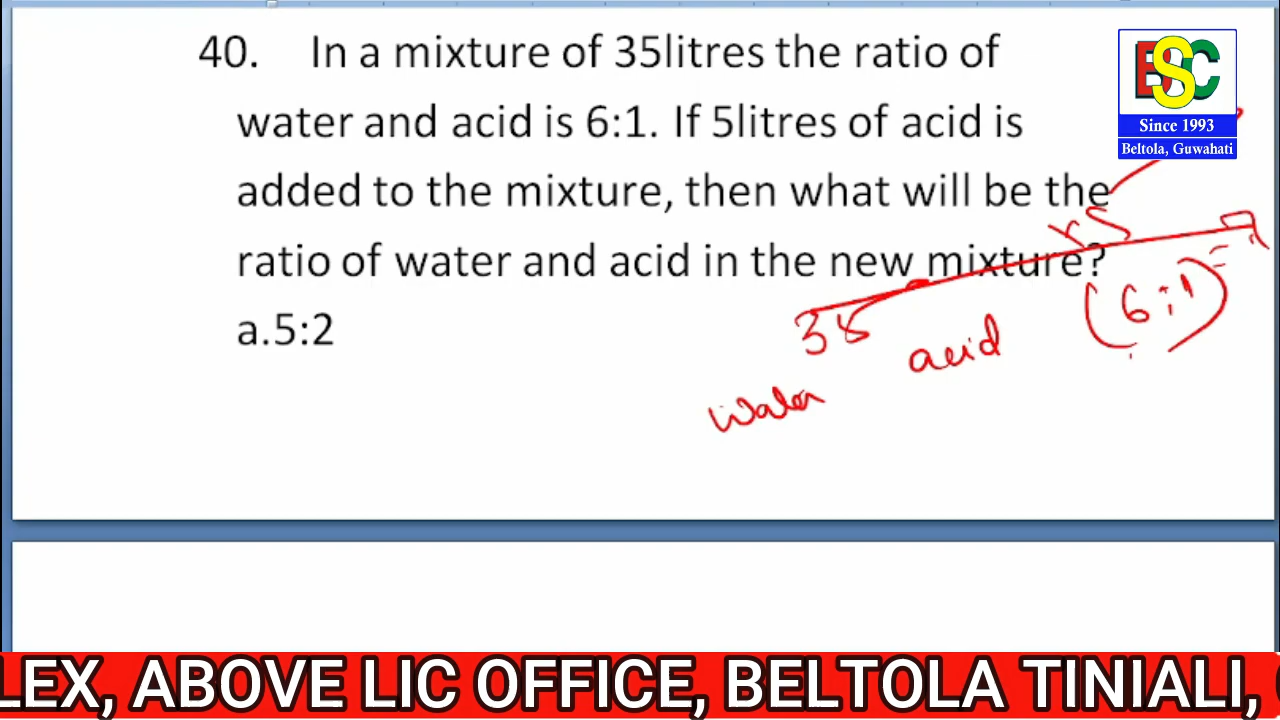 40. In a mixture of 35litres the ratio of
water and acid is 6:1. If 5litres of acid is
added to the mixture, then what will be the
ratio of water and acid in the new mixture?
a.5:2
BSC
Since 1993
Beltola, Guwahati
35
acid
(6:1)
water
LEX, ABOVE LIC OFFICE, BELTOLA TINIALI,